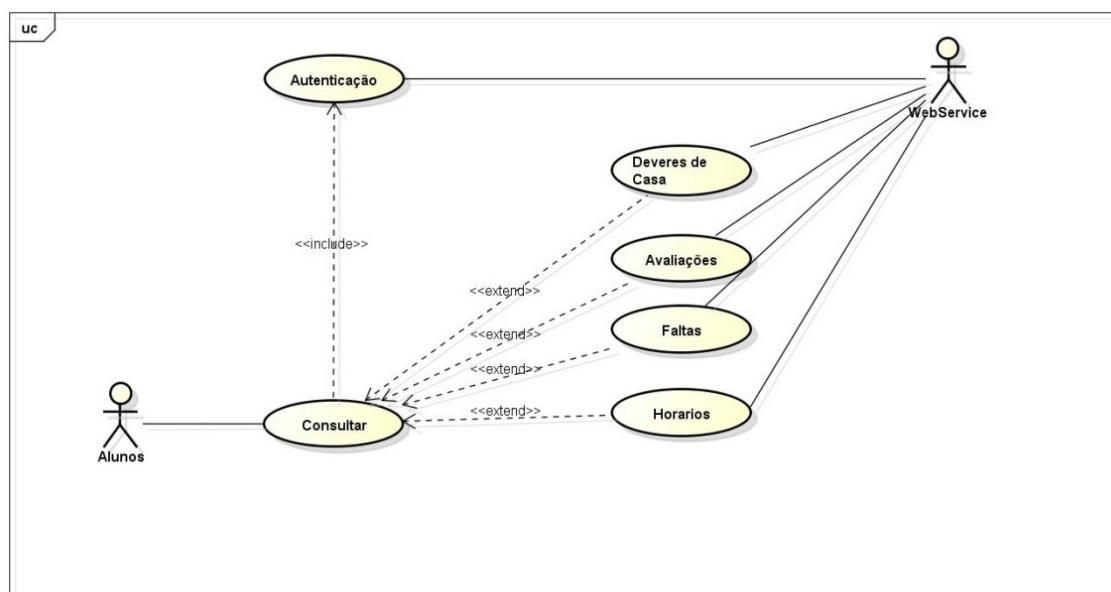 uc
Autenticação
WebService
Deveres de
Casa
<<include>>
Avaliações
<<extend>>
<<extend>>
Faltas
<<extend>>
<<extend>>
Horarios
Consultar
Alunos